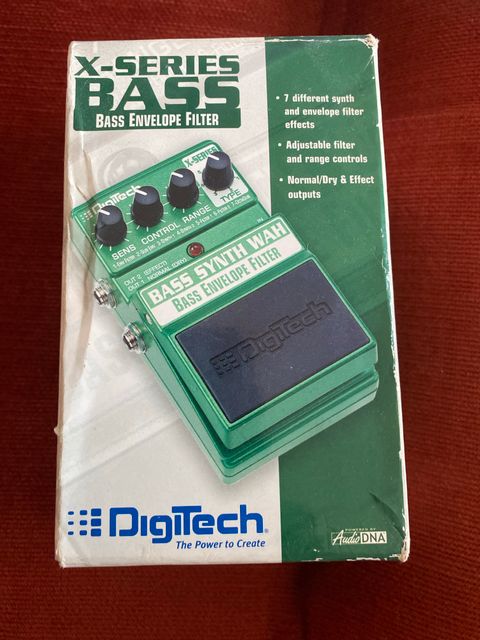 X-SERIES
BASS
BASS ENVELOPE FILTER
• 7 different synth
and envelope filter
effects
• Adjustable filter
and range controls
• Normal/Dry & Effect
outputs
X-SERIES
DigiTech
SENS CONTROL RANGE TYPE
OUT 2 (EFFECT)
OUT 1 NORMAL (DRY)
IN
BASS SYNTH WAH
BASS ENVELOPE FILTER
DigiTech
DigiTech
The Power to Create
POWERED BY
AudioDNA